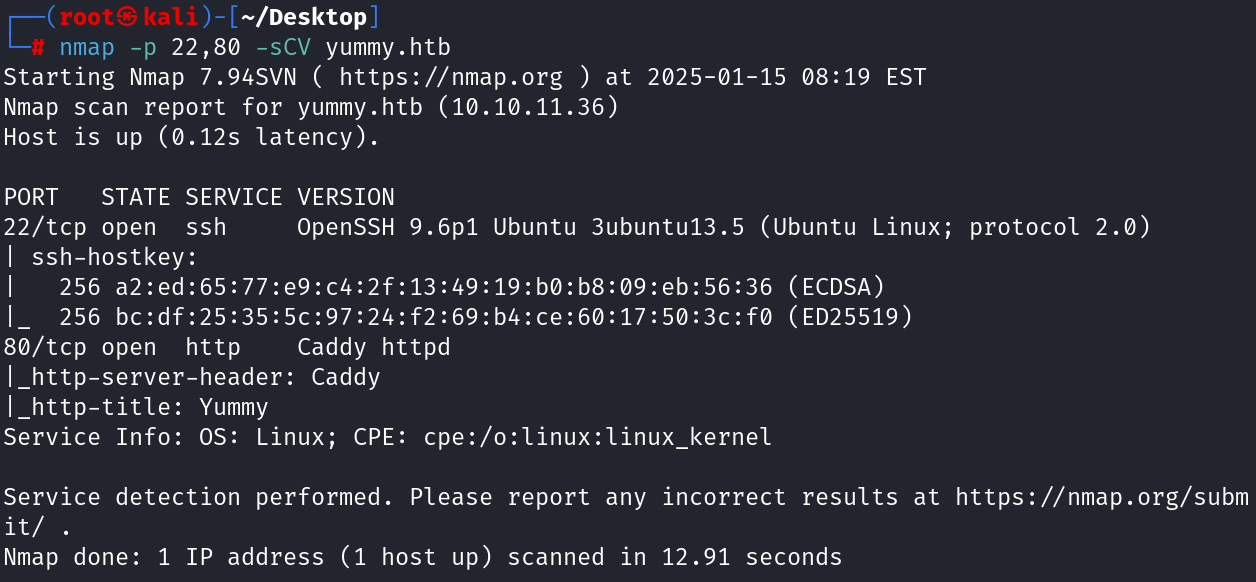 ┌──(root㉿kali)-[~/Desktop]
└─# nmap -p 22,80 -sCV yummy.htb
Starting Nmap 7.94SVN ( https://nmap.org ) at 2025-01-15 08:19 EST
Nmap scan report for yummy.htb (10.10.11.36)
Host is up (0.12s latency).

PORT   STATE SERVICE VERSION
22/tcp open  ssh     OpenSSH 9.6p1 Ubuntu 3ubuntu13.5 (Ubuntu Linux; protocol 2.0)
| ssh-hostkey:
|   256 a2:ed:65:77:e9:c4:2f:13:49:19:b0:b8:09:eb:56:36 (ECDSA)
|_  256 bc:df:25:35:5c:97:24:f2:69:b4:ce:60:17:50:3c:f0 (ED25519)
80/tcp open  http    Caddy httpd
|_http-server-header: Caddy
|_http-title: Yummy
Service Info: OS: Linux; CPE: cpe:/o:linux:linux_kernel

Service detection performed. Please report any incorrect results at https://nmap.org/subm
it/ .
Nmap done: 1 IP address (1 host up) scanned in 12.91 seconds